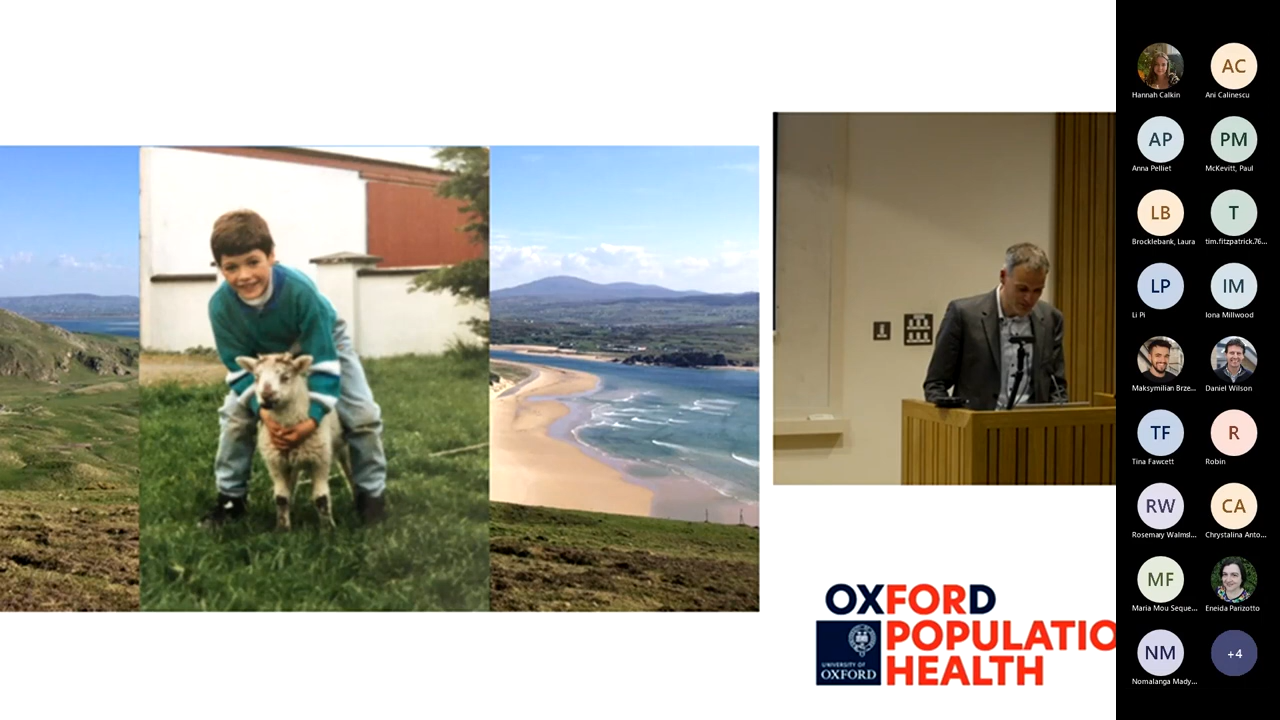 Hannah Calkin
AC
Ani Calinescu
AP
Anna Pelliet
PM
McKevitt, Paul
LB
Brocklebank, Laura
T
tim.fitzpatrick.76...
LP
Li Pi
IM
Iona Millwood
Maksymilian Brze...
Daniel Wilson
TF
Tina Fawcett
R
Robin
RW
Rosemary Walmsl...
CA
Chrystalina Anto...
MF
Maria Mou Seque...
Eneida Parizotto
NM
Nomalanga Mady...
+4
OXFORD
POPULATIO
HEALTH
UNIVERSITY OF
OXFORD